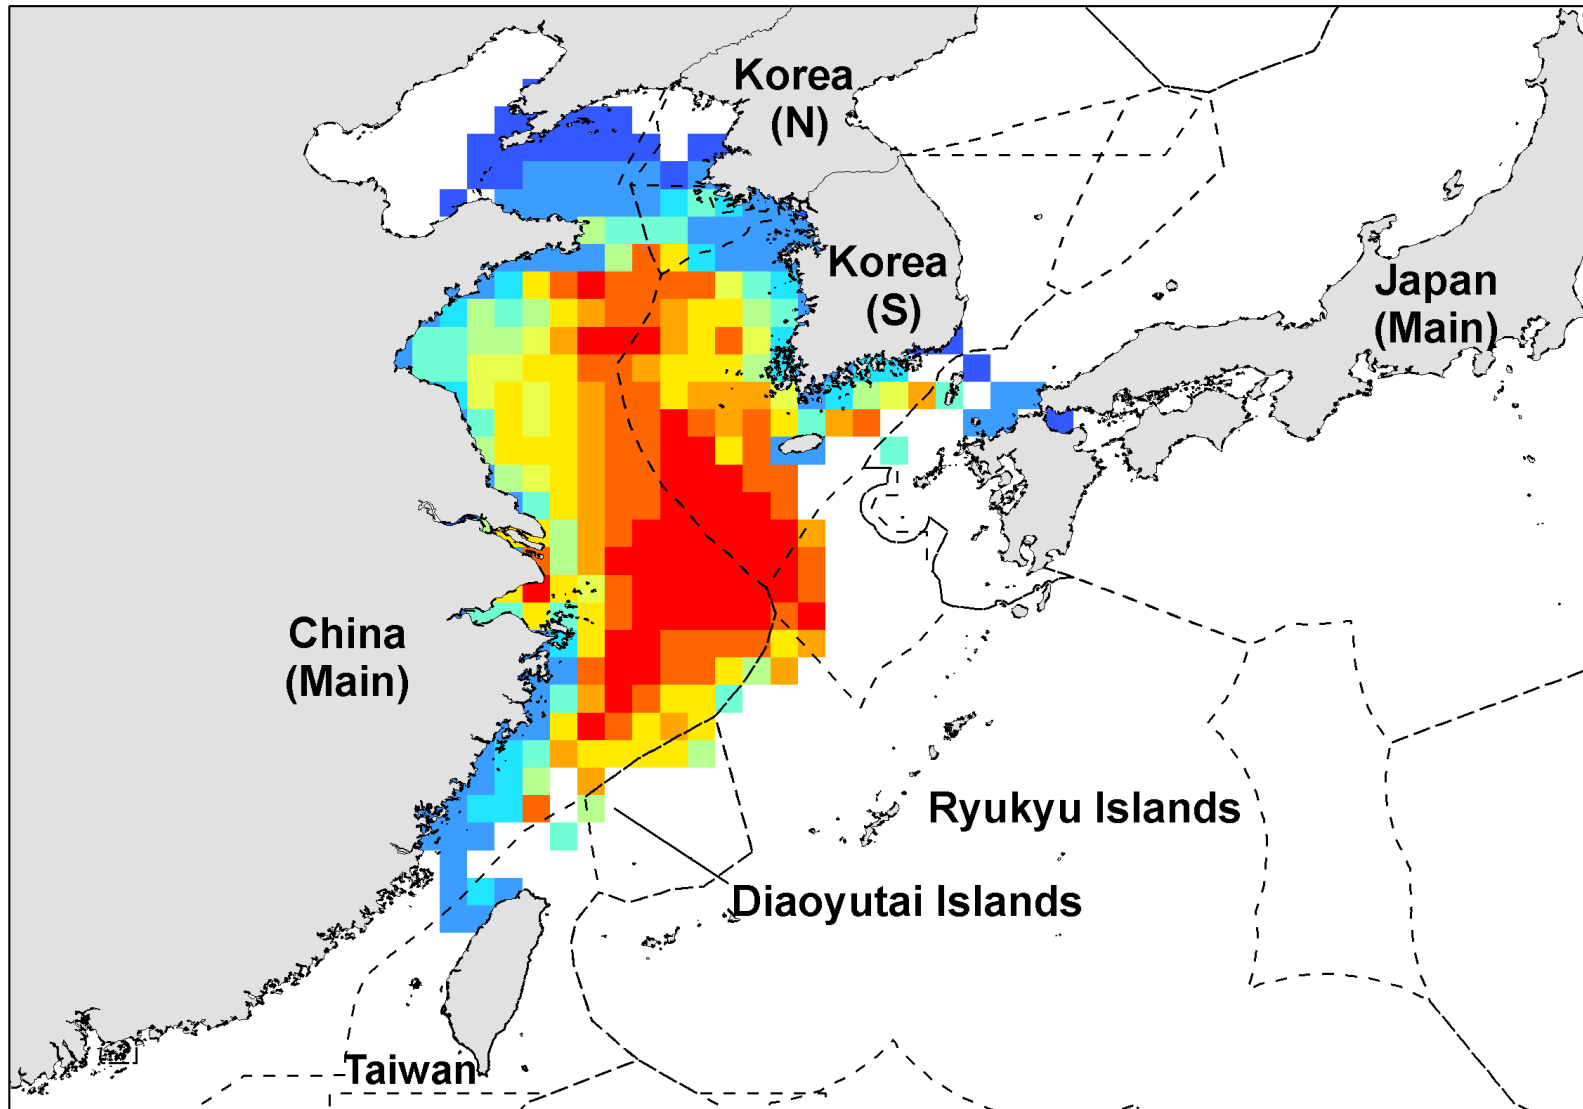 Korea
(N)
Korea
(S)
Japan
(Main)
China
(Main)
Ryukyu Islands
Diaoyutai Islands
Taiwan